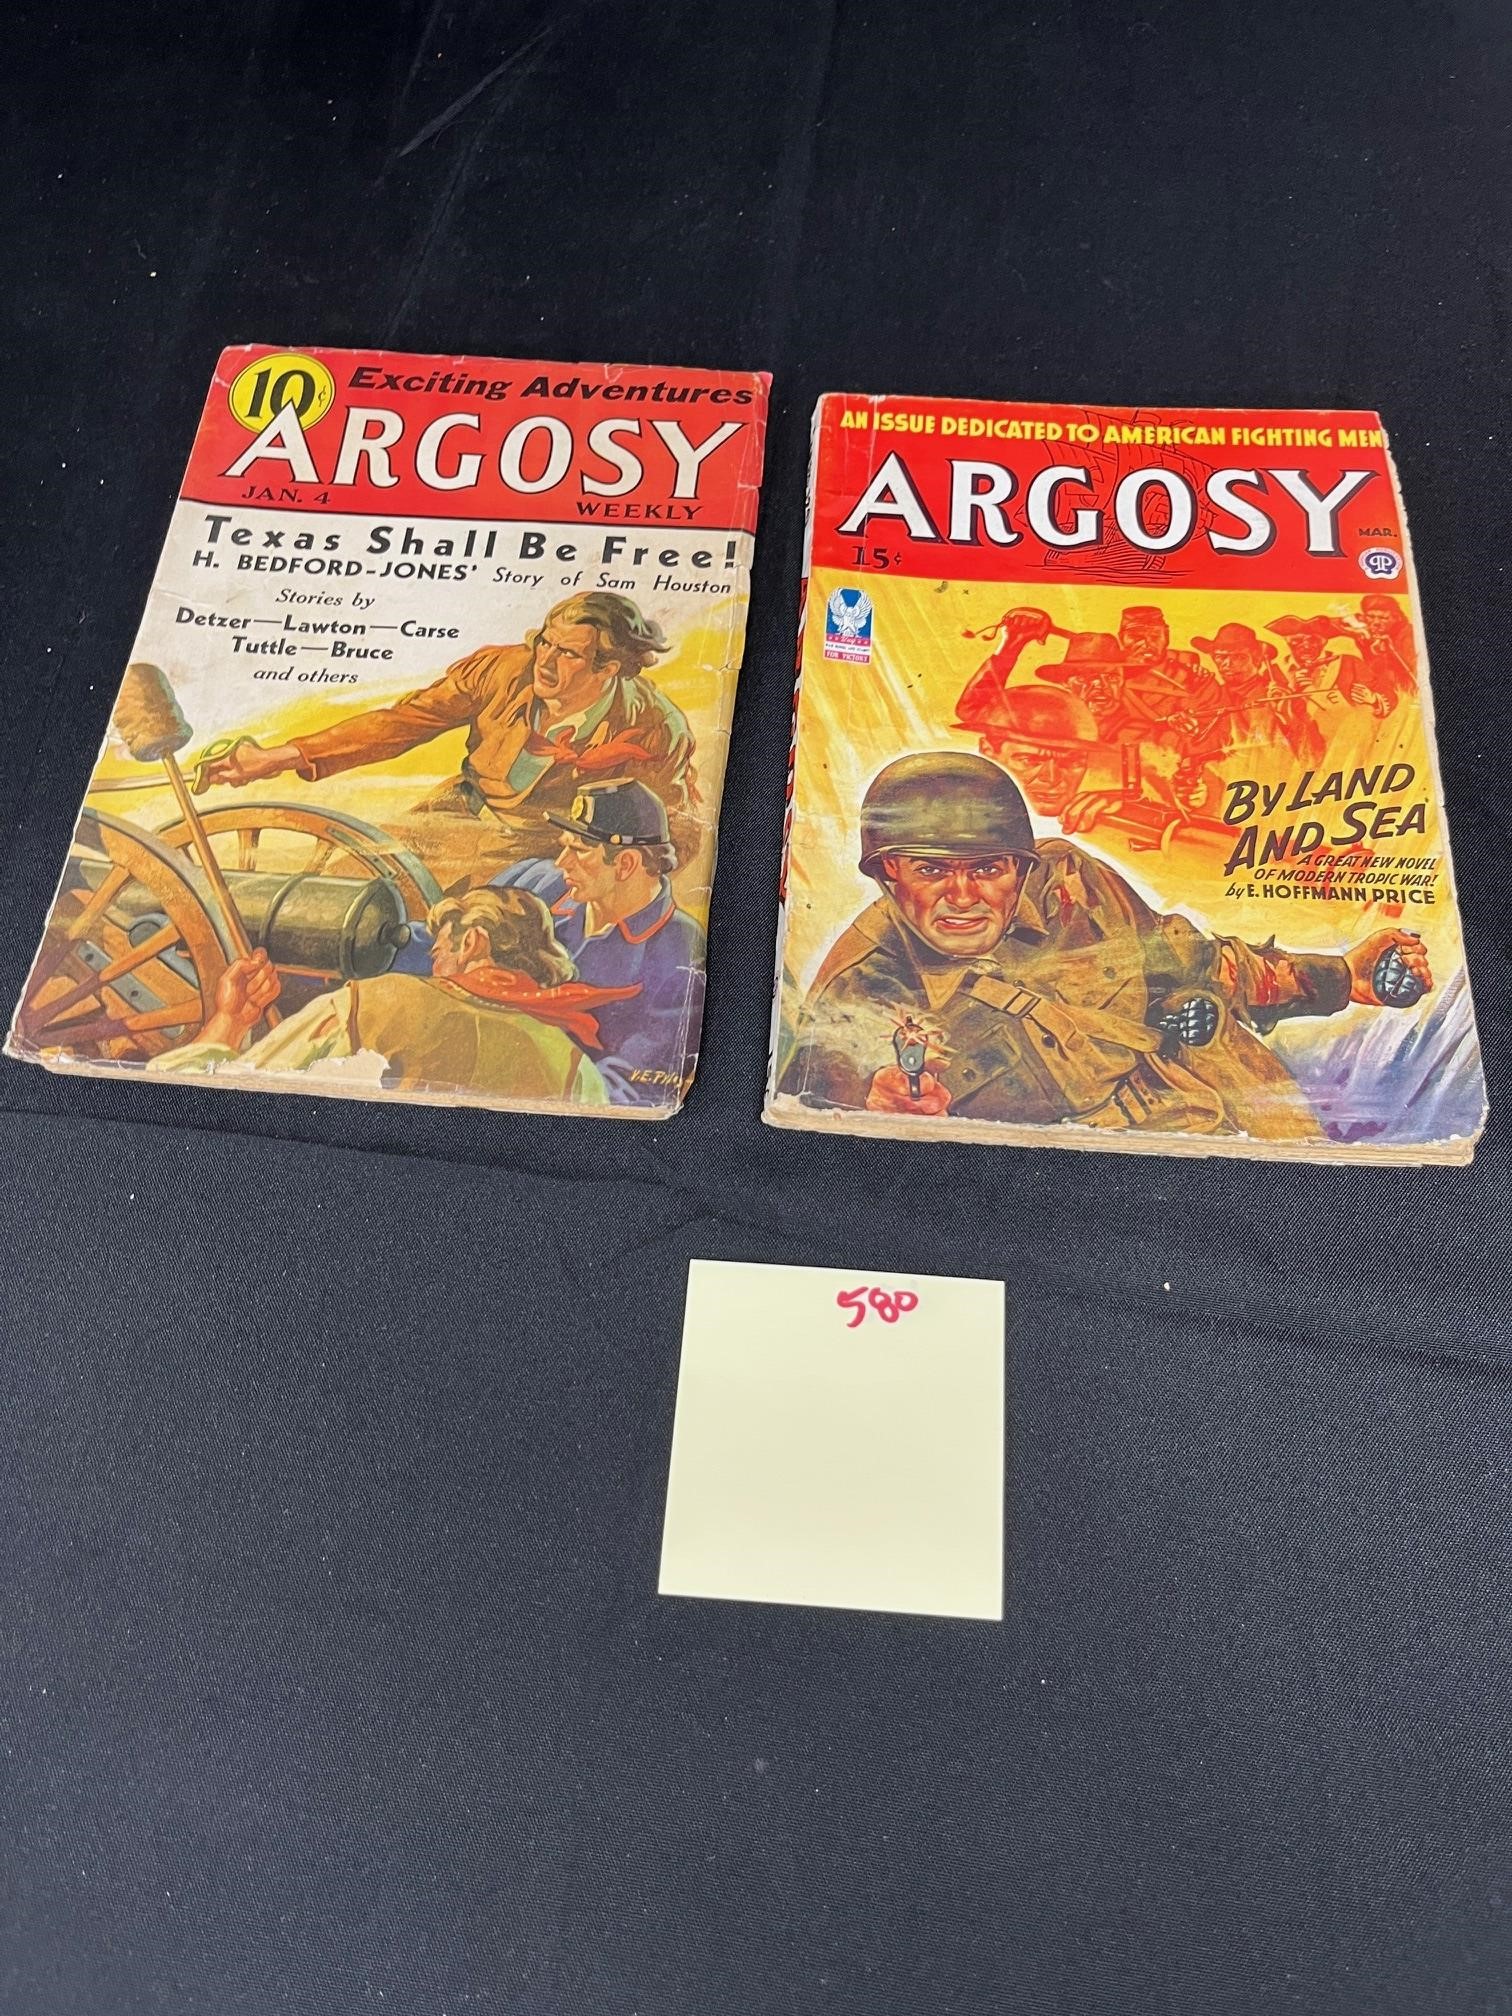 10¢ Exciting Adventures
ARGOSY
JAN. 4
WEEKLY
Texas Shall Be Free!
H. BEDFORD-JONES' Story of Sam Houston
Stories by
Detzer—Lawton—Carse
Tuttle—Bruce
and others
AN ISSUE DEDICATED TO AMERICAN FIGHTING MEN
ARGOSY
MAR.
15¢
FOR VICTORY
BY LAND
AND SEA
A GREAT NEW NOVEL
OF MODERN TROPIC WAR!
by E. HOFFMANN PRICE
580